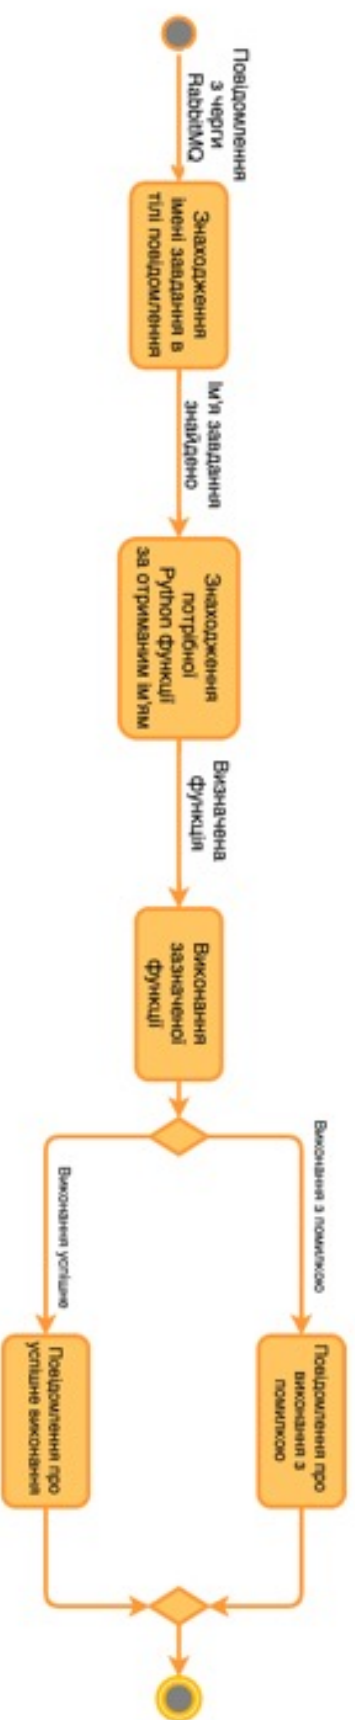 Повідомлення
з черги
RabbitMQ
Знаходження
імені завдання в
тілі повідомлення
Ім'я завдання
знайдено
Знаходження
потрібної
Python функції
за отриманим ім'ям
Визначена
функція
Виконання
зазначеної
функції
Виконання з помилкою
Повідомлення про
виконання з
помилкою
Виконання успішне
Повідомлення про
успішне виконання